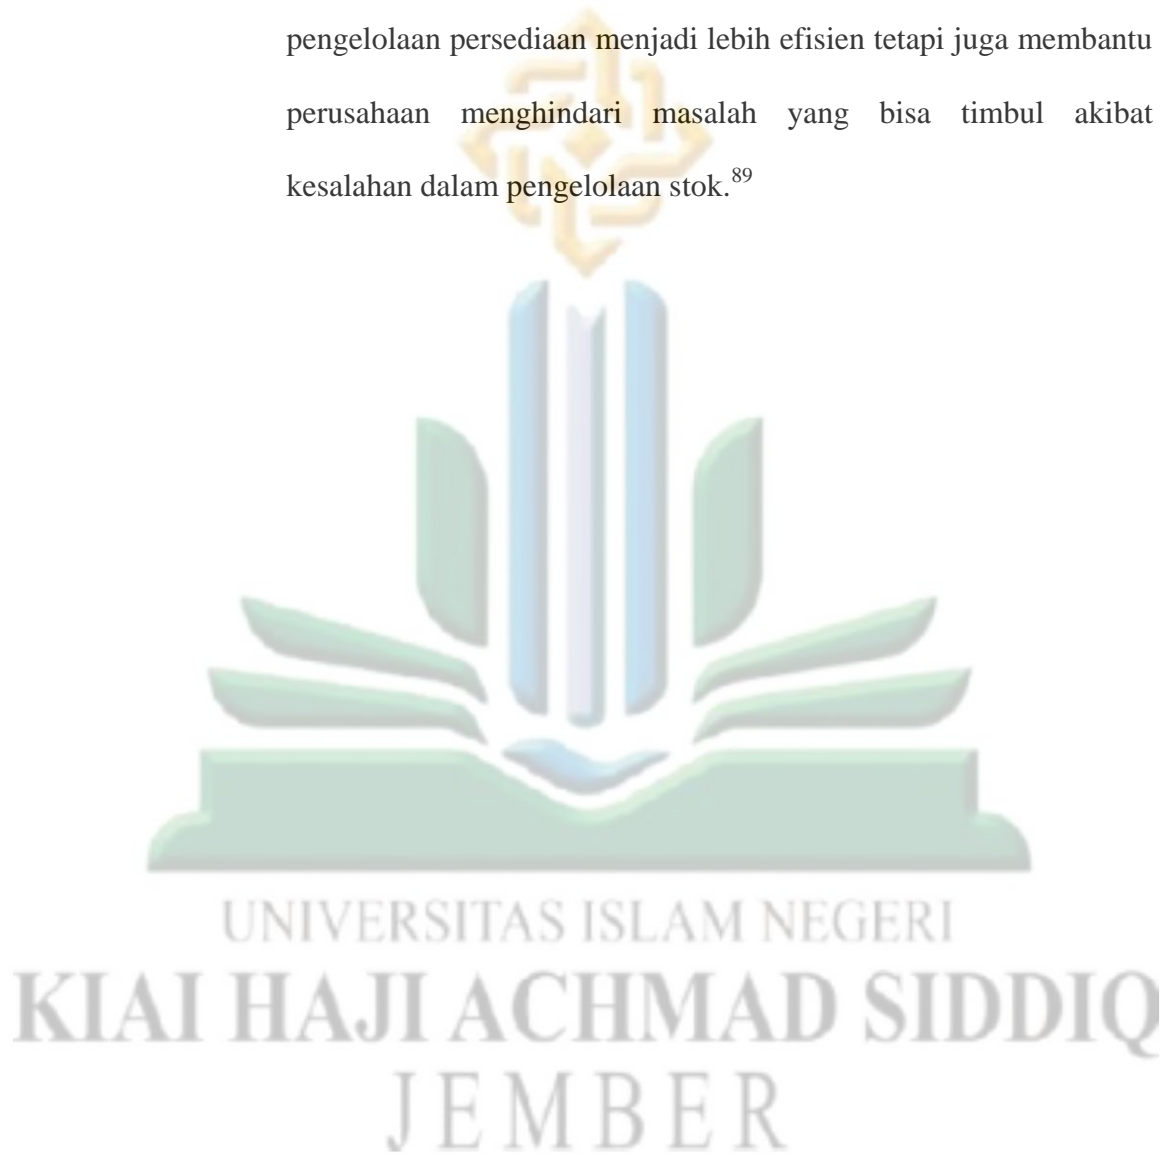 pengelolaan persediaan menjadi lebih efisien tetapi juga membantu
perusahaan menghindari masalah yang bisa timbul akibat
kesalahan dalam pengelolaan stok.⁸⁹
UNIVERSITAS ISLAM NEGERI
KIAI HAJI ACHMAD SIDDIQ
JEMBER